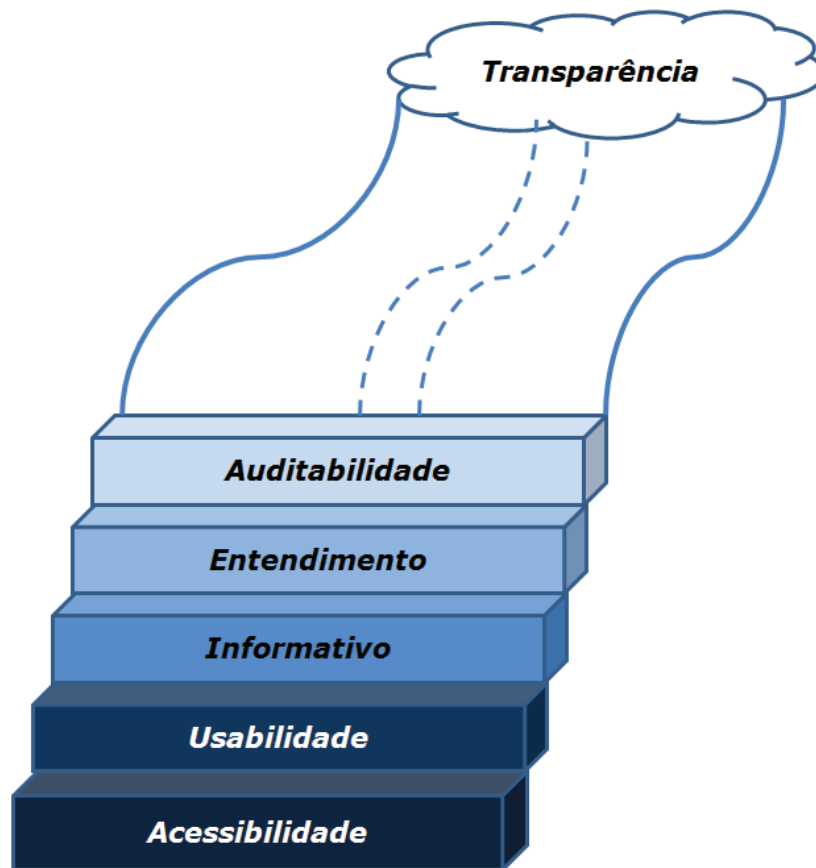 Transparência
Auditabilidade
Entendimento
Informativo
Usabilidade
Acessibilidade